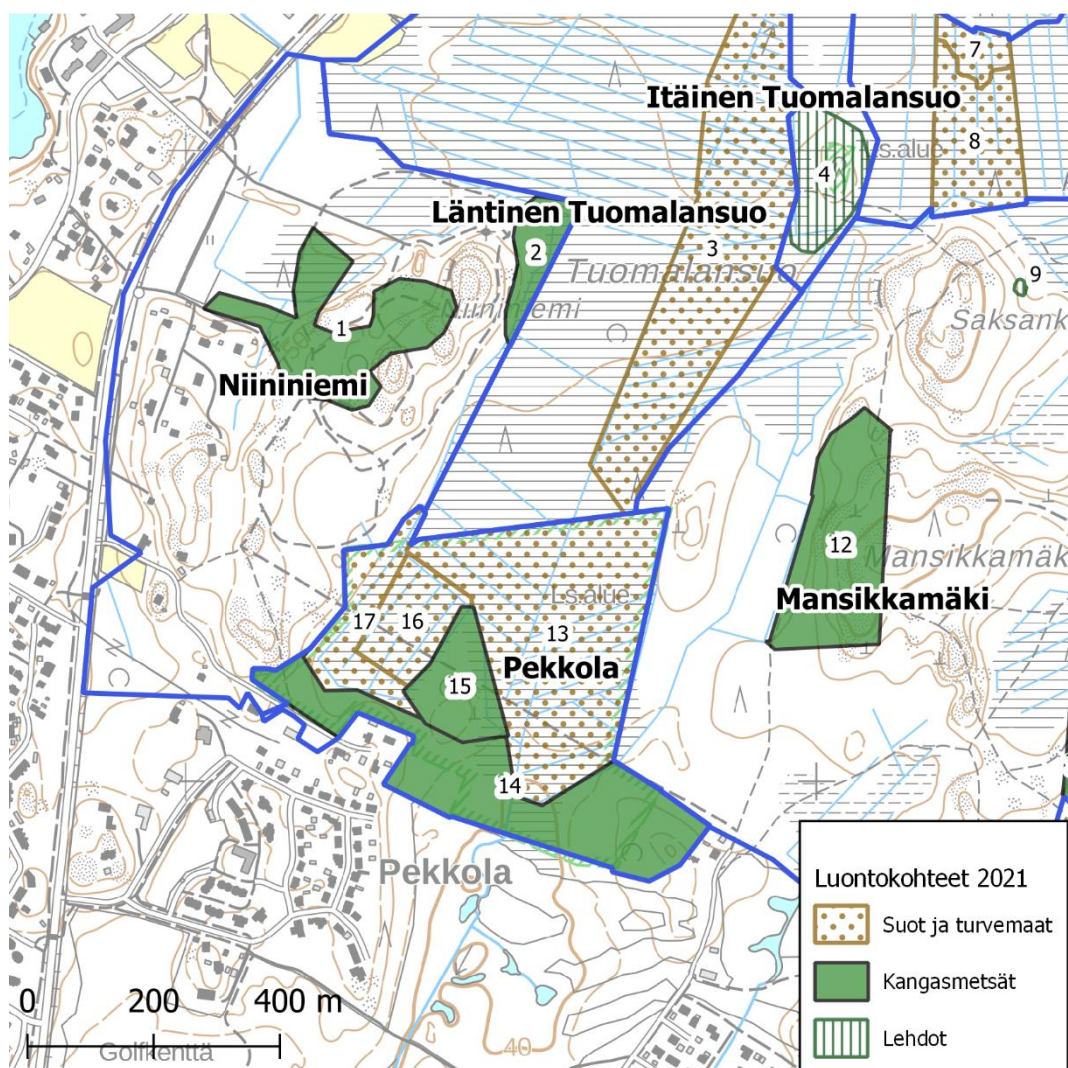 7
Itäinen Tuomalansuo
8
Ls.alue
4
Läntinen Tuomalansuo
2
3
Tuomalansuo
9
Niininiemi
Saksank
1
50
Niininiemi
12
Mansikkamäk
Mansikkamäki
Ls.alue
17
16
13
Pekkola
15
14
Pekkola
Luontokohteet 2021
Suot ja turvemaat
Kangasmetsät
Lehdot
0 200 400 m
Golfkenttä
40